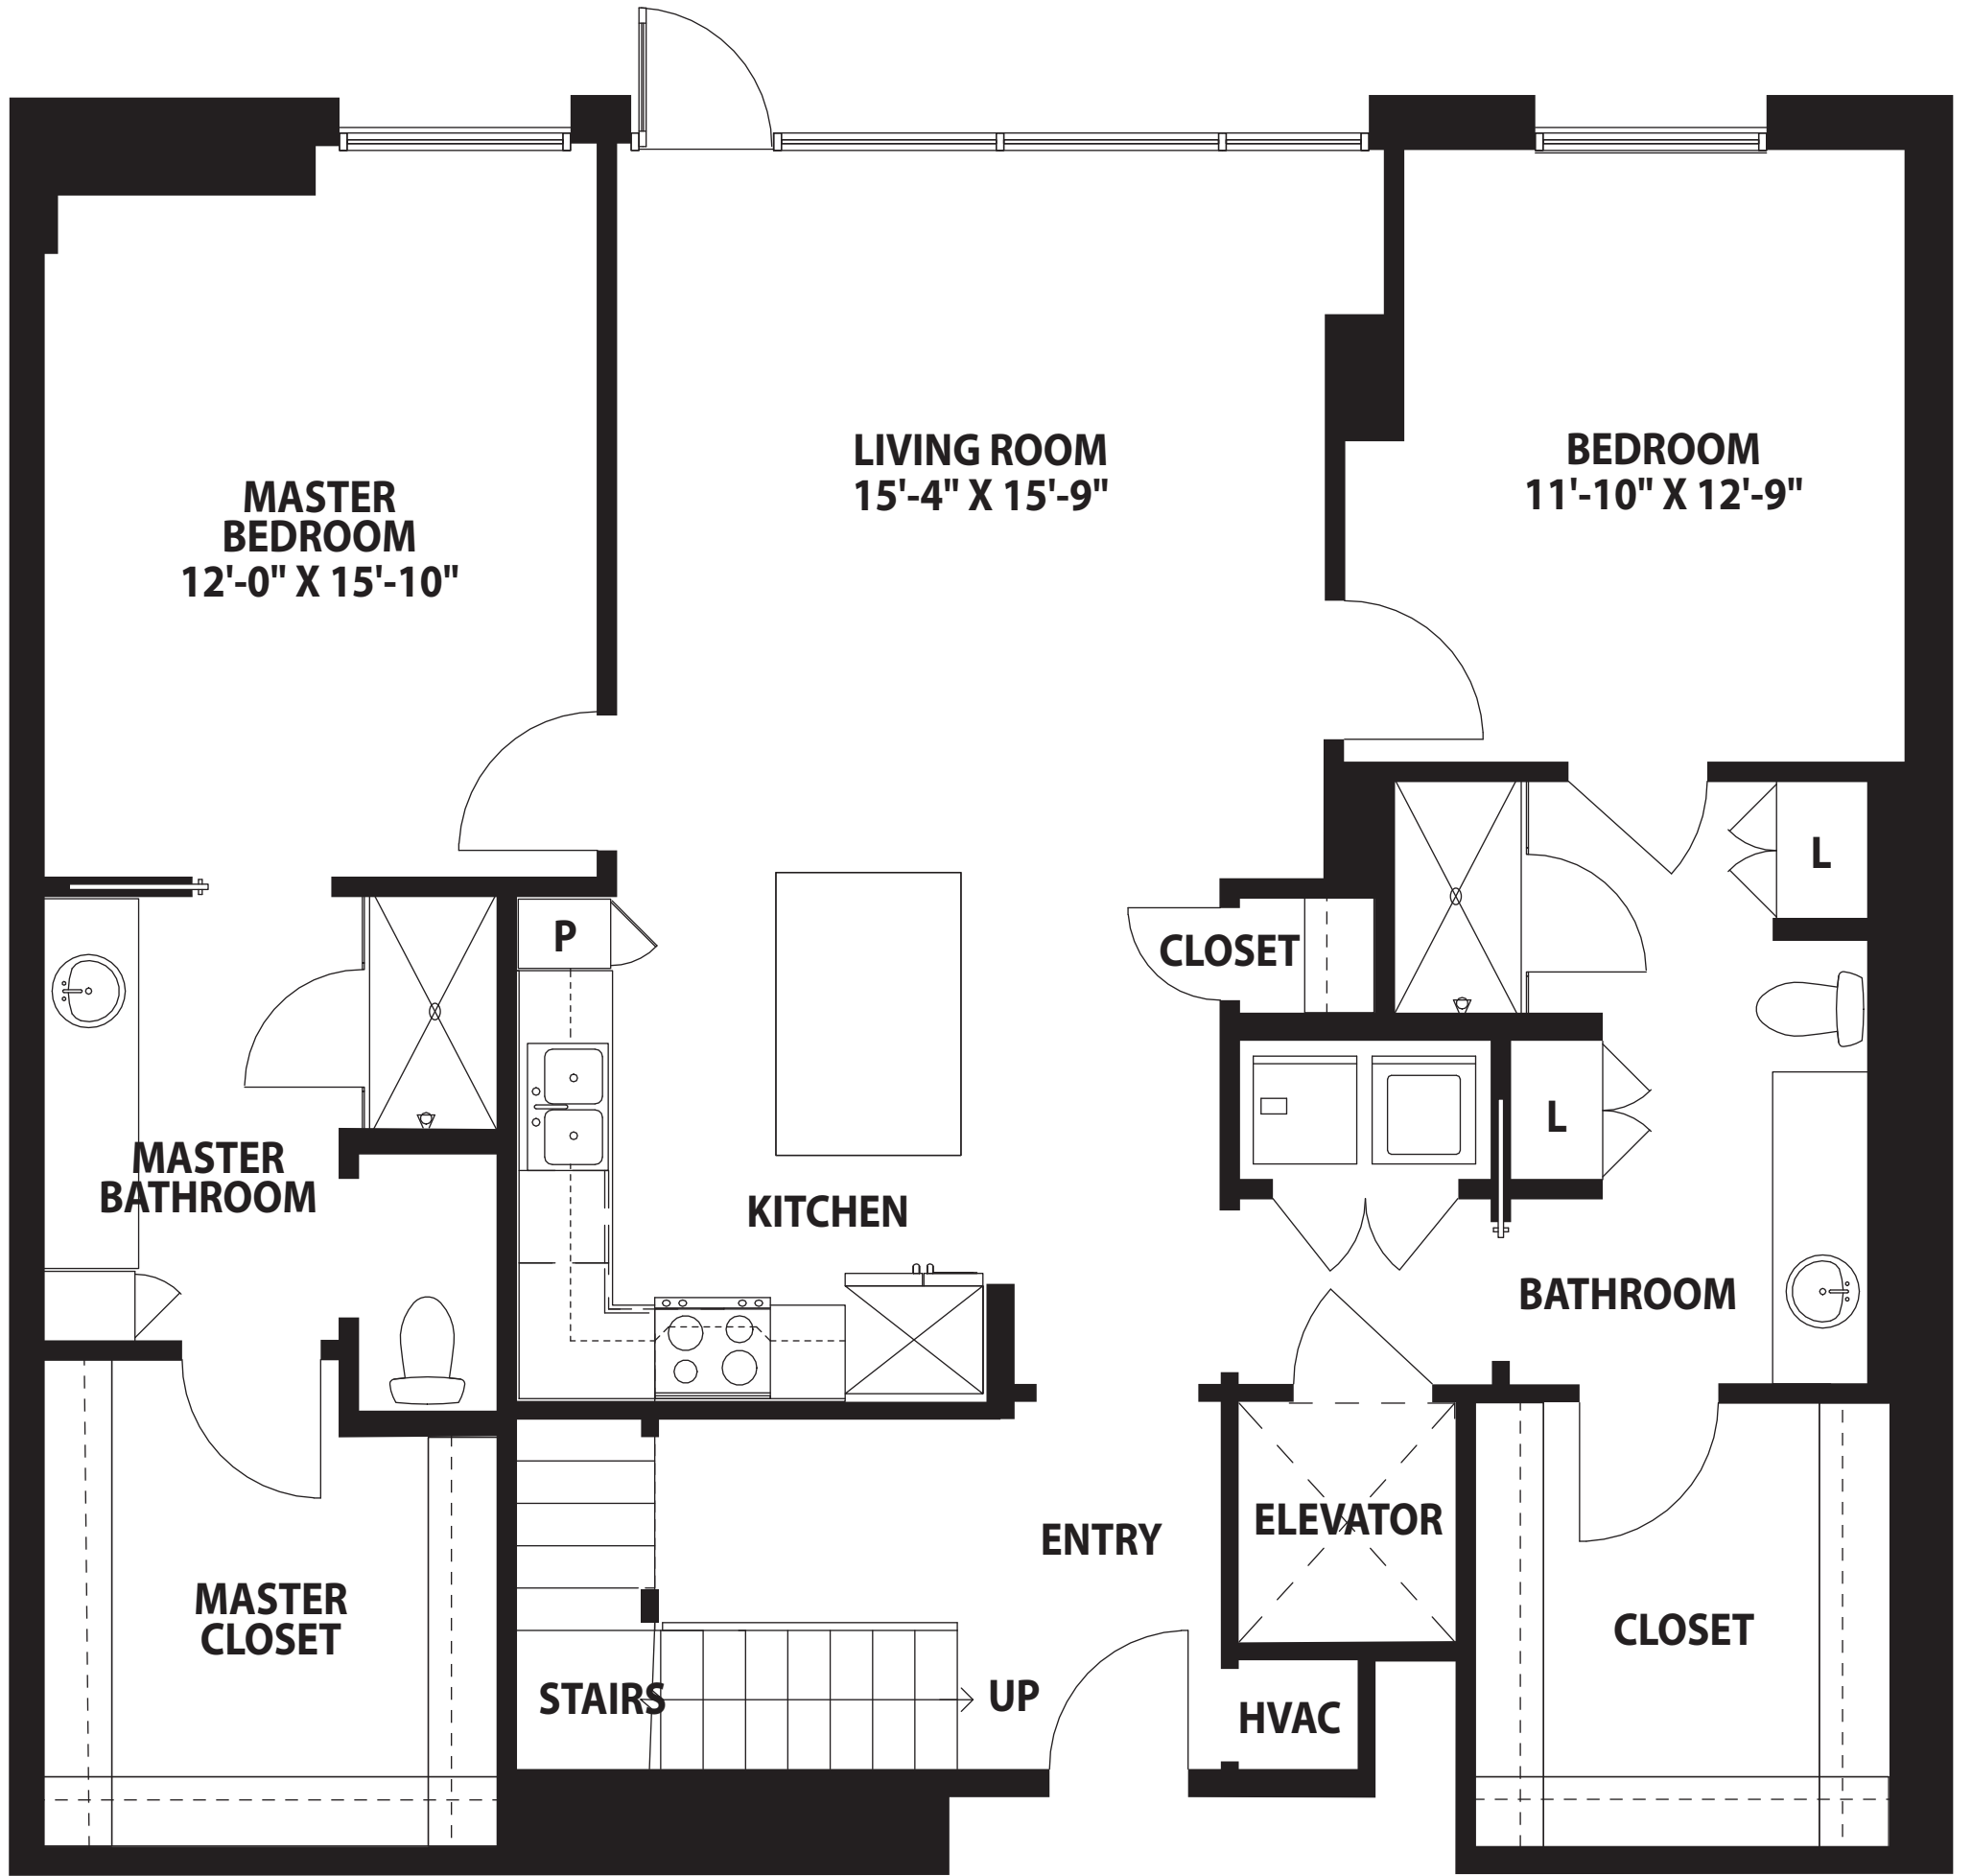 LIVING ROOM
15'-4" X 15'-9"
BEDROOM
11'-10" X 12'-9"
MASTER
BEDROOM
12'-0" X 15'-10"
L
P
CLOSET
L
MASTER
BATHROOM
KITCHEN
BATHROOM
ELEVATOR
ENTRY
MASTER
CLOSET
CLOSET
STAIRS
UP
HVAC